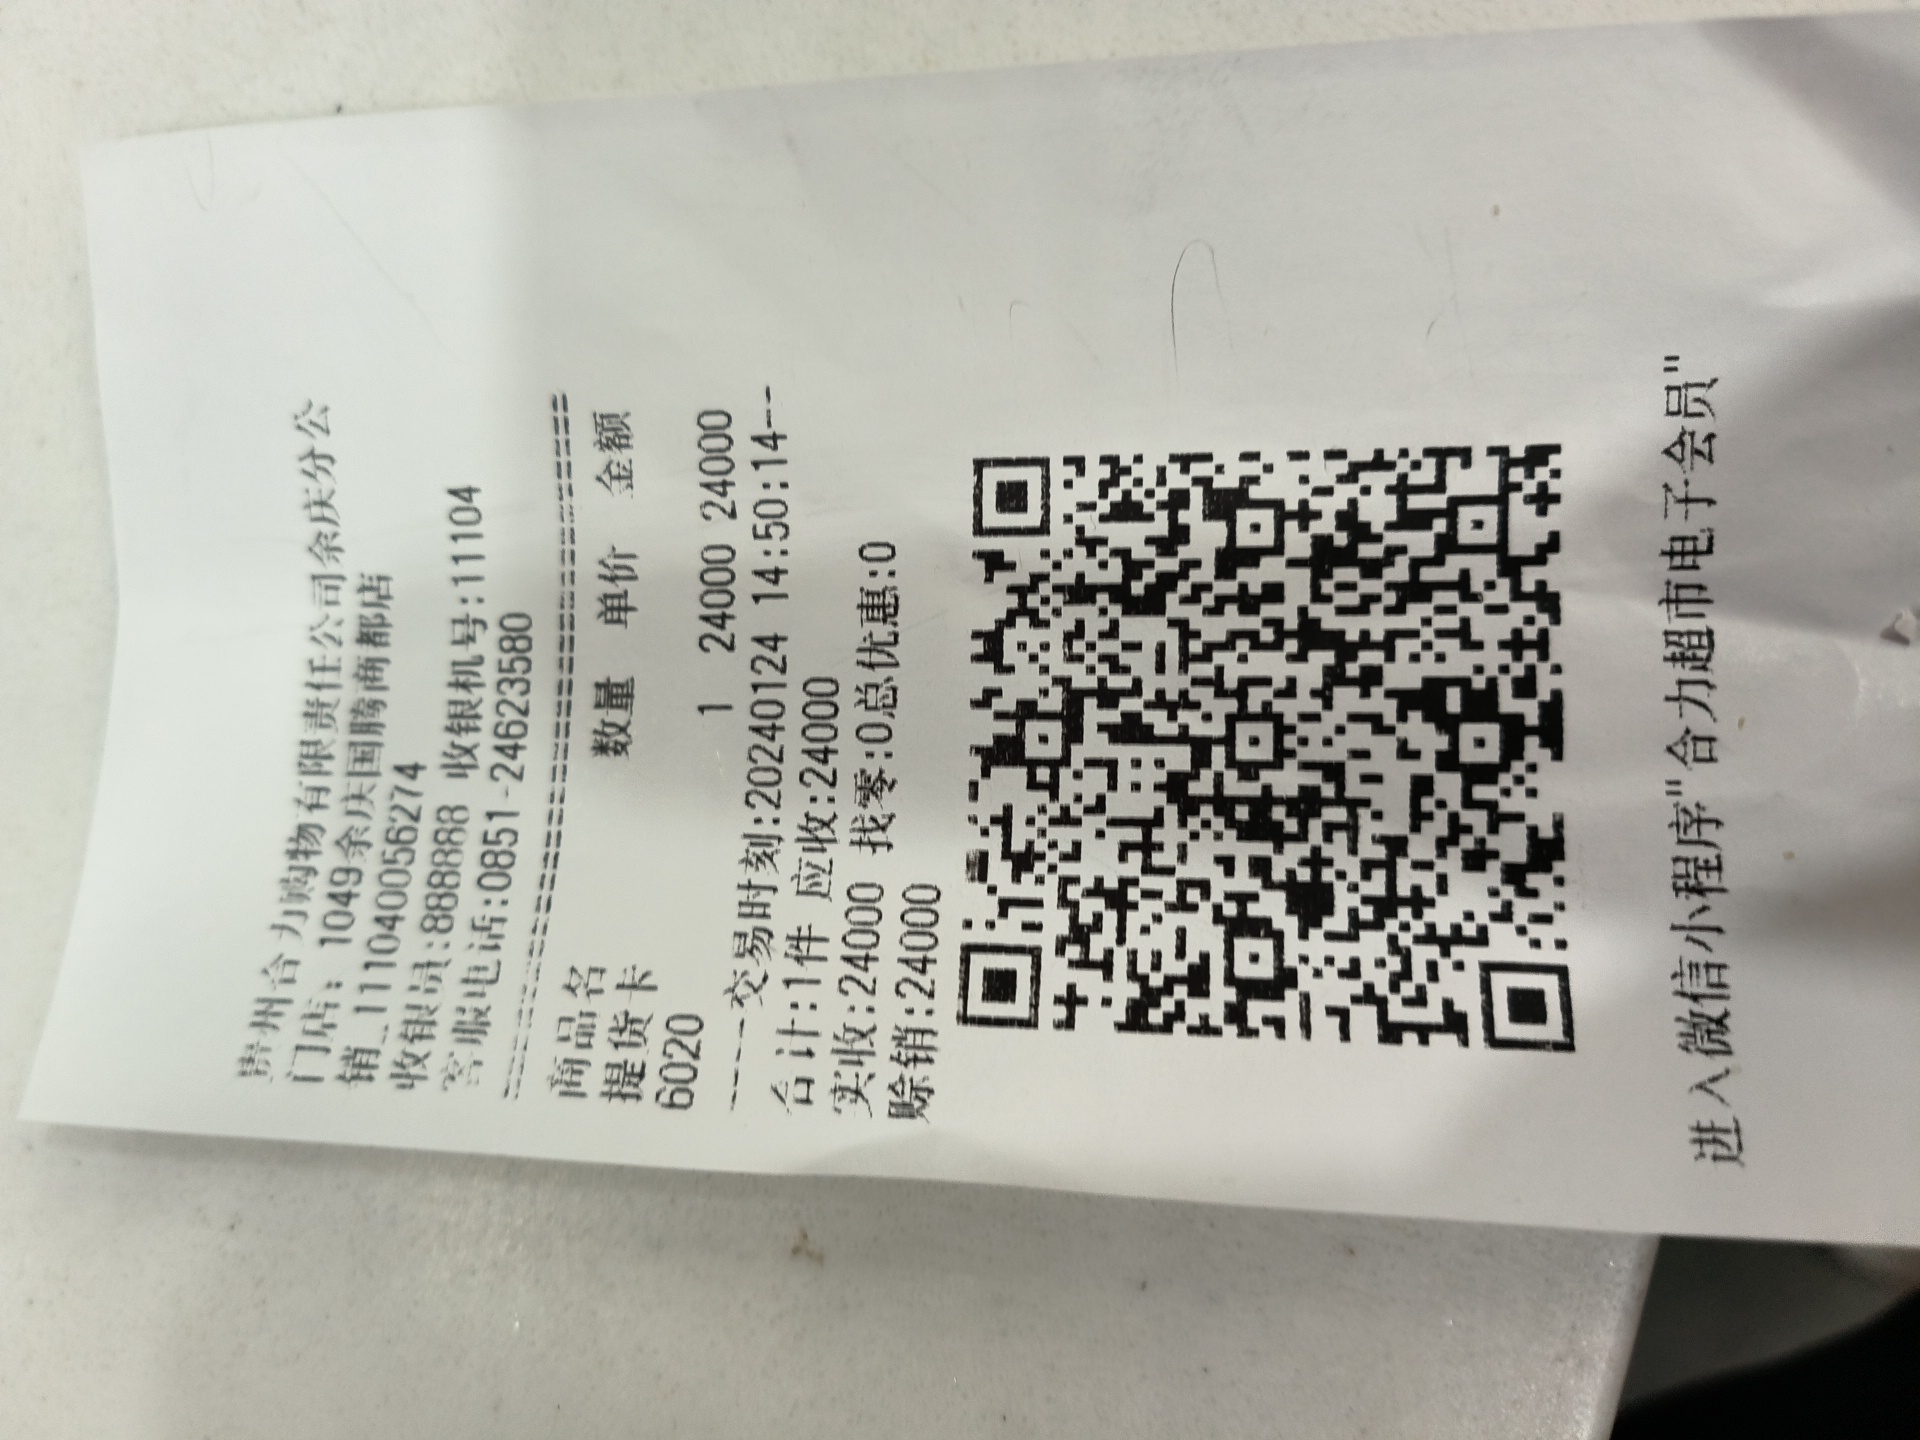 贵州合力购物有限责任公司余庆分公
门店: 1049余庆国腾商都店
销_111040056274
收银员:888888 收银机号:11104
客服电话:0851-24623580
商品名 数量 单价 金额
提货卡
6020 1 24000 24000
----交易时刻:20240124 14:50:14---
合计:1件 应收:24000
实收:24000 找零:0总优惠:0
赊销:24000
进入微信小程序"合力超市电子会员"